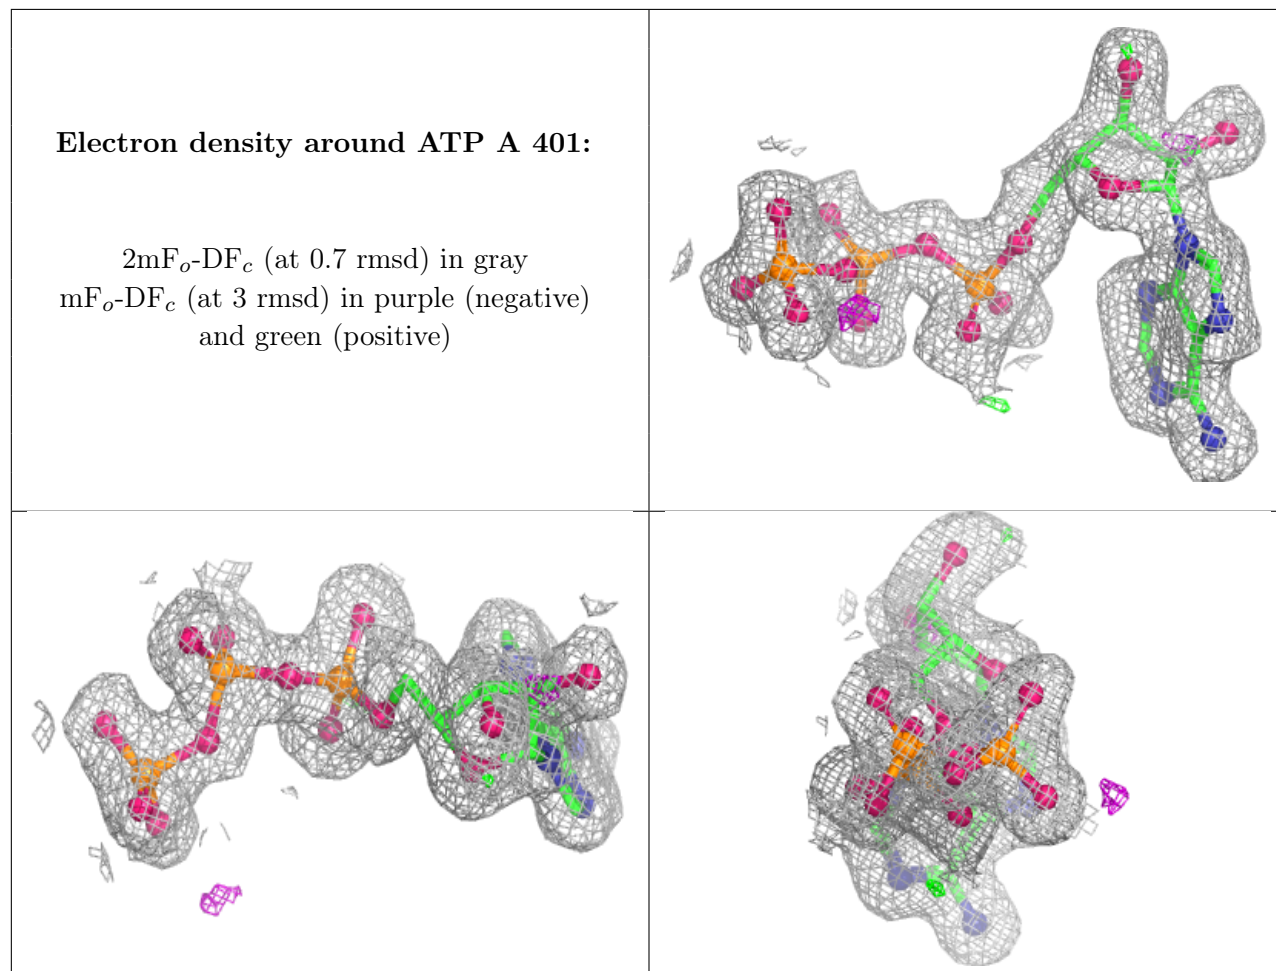 Electron density around ATP A 401:
2mFo-DFc (at 0.7 rmsd) in gray
mFo-DFc (at 3 rmsd) in purple (negative)
and green (positive)